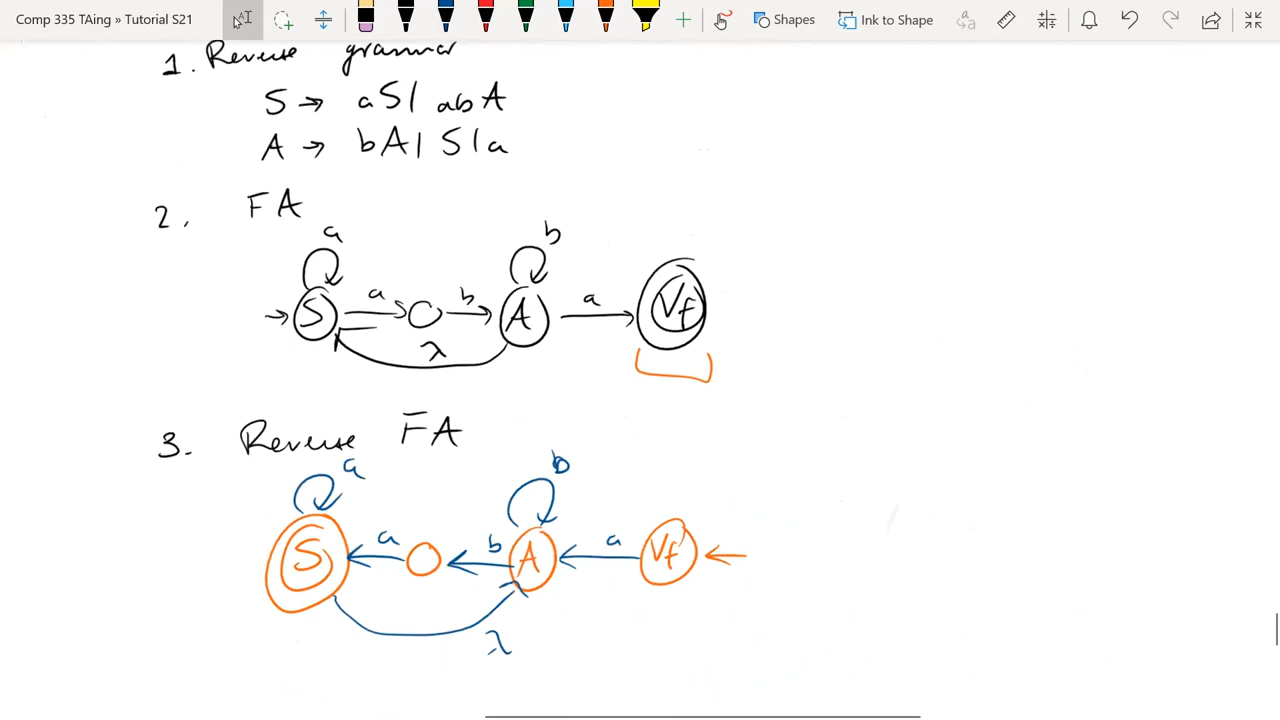 Comp 335 TAing » Tutorial S21
Shapes
Ink to Shape
1. Reverse grammar
S → aS | abA
A → bA | S | a
2. FA
a
b
S a b A a Vf
λ
3. Reverse FA
a
b
S a b A a Vf
λ